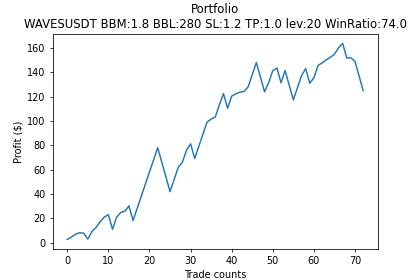 Portfolio
WAVESUSDT BBM:1.8 BBL:280 SL:1.2 TP:1.0 lev:20 WinRatio:74.0
160
140
120
100
80
60
40
20
0
Profit ($)
0 10 20 30 40 50 60 70
Trade counts